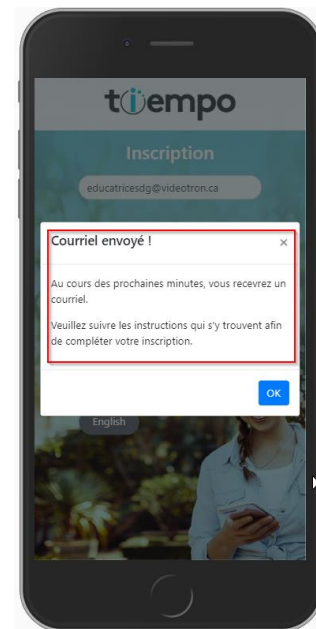 tiempo
Inscription
educatricesdg@videotron.ca
Courriel envoyé !
×
Au cours des prochaines minutes, vous recevrez un
courriel.
Veuillez suivre les instructions qui s'y trouvent afin
de compléter votre inscription.
OK
English